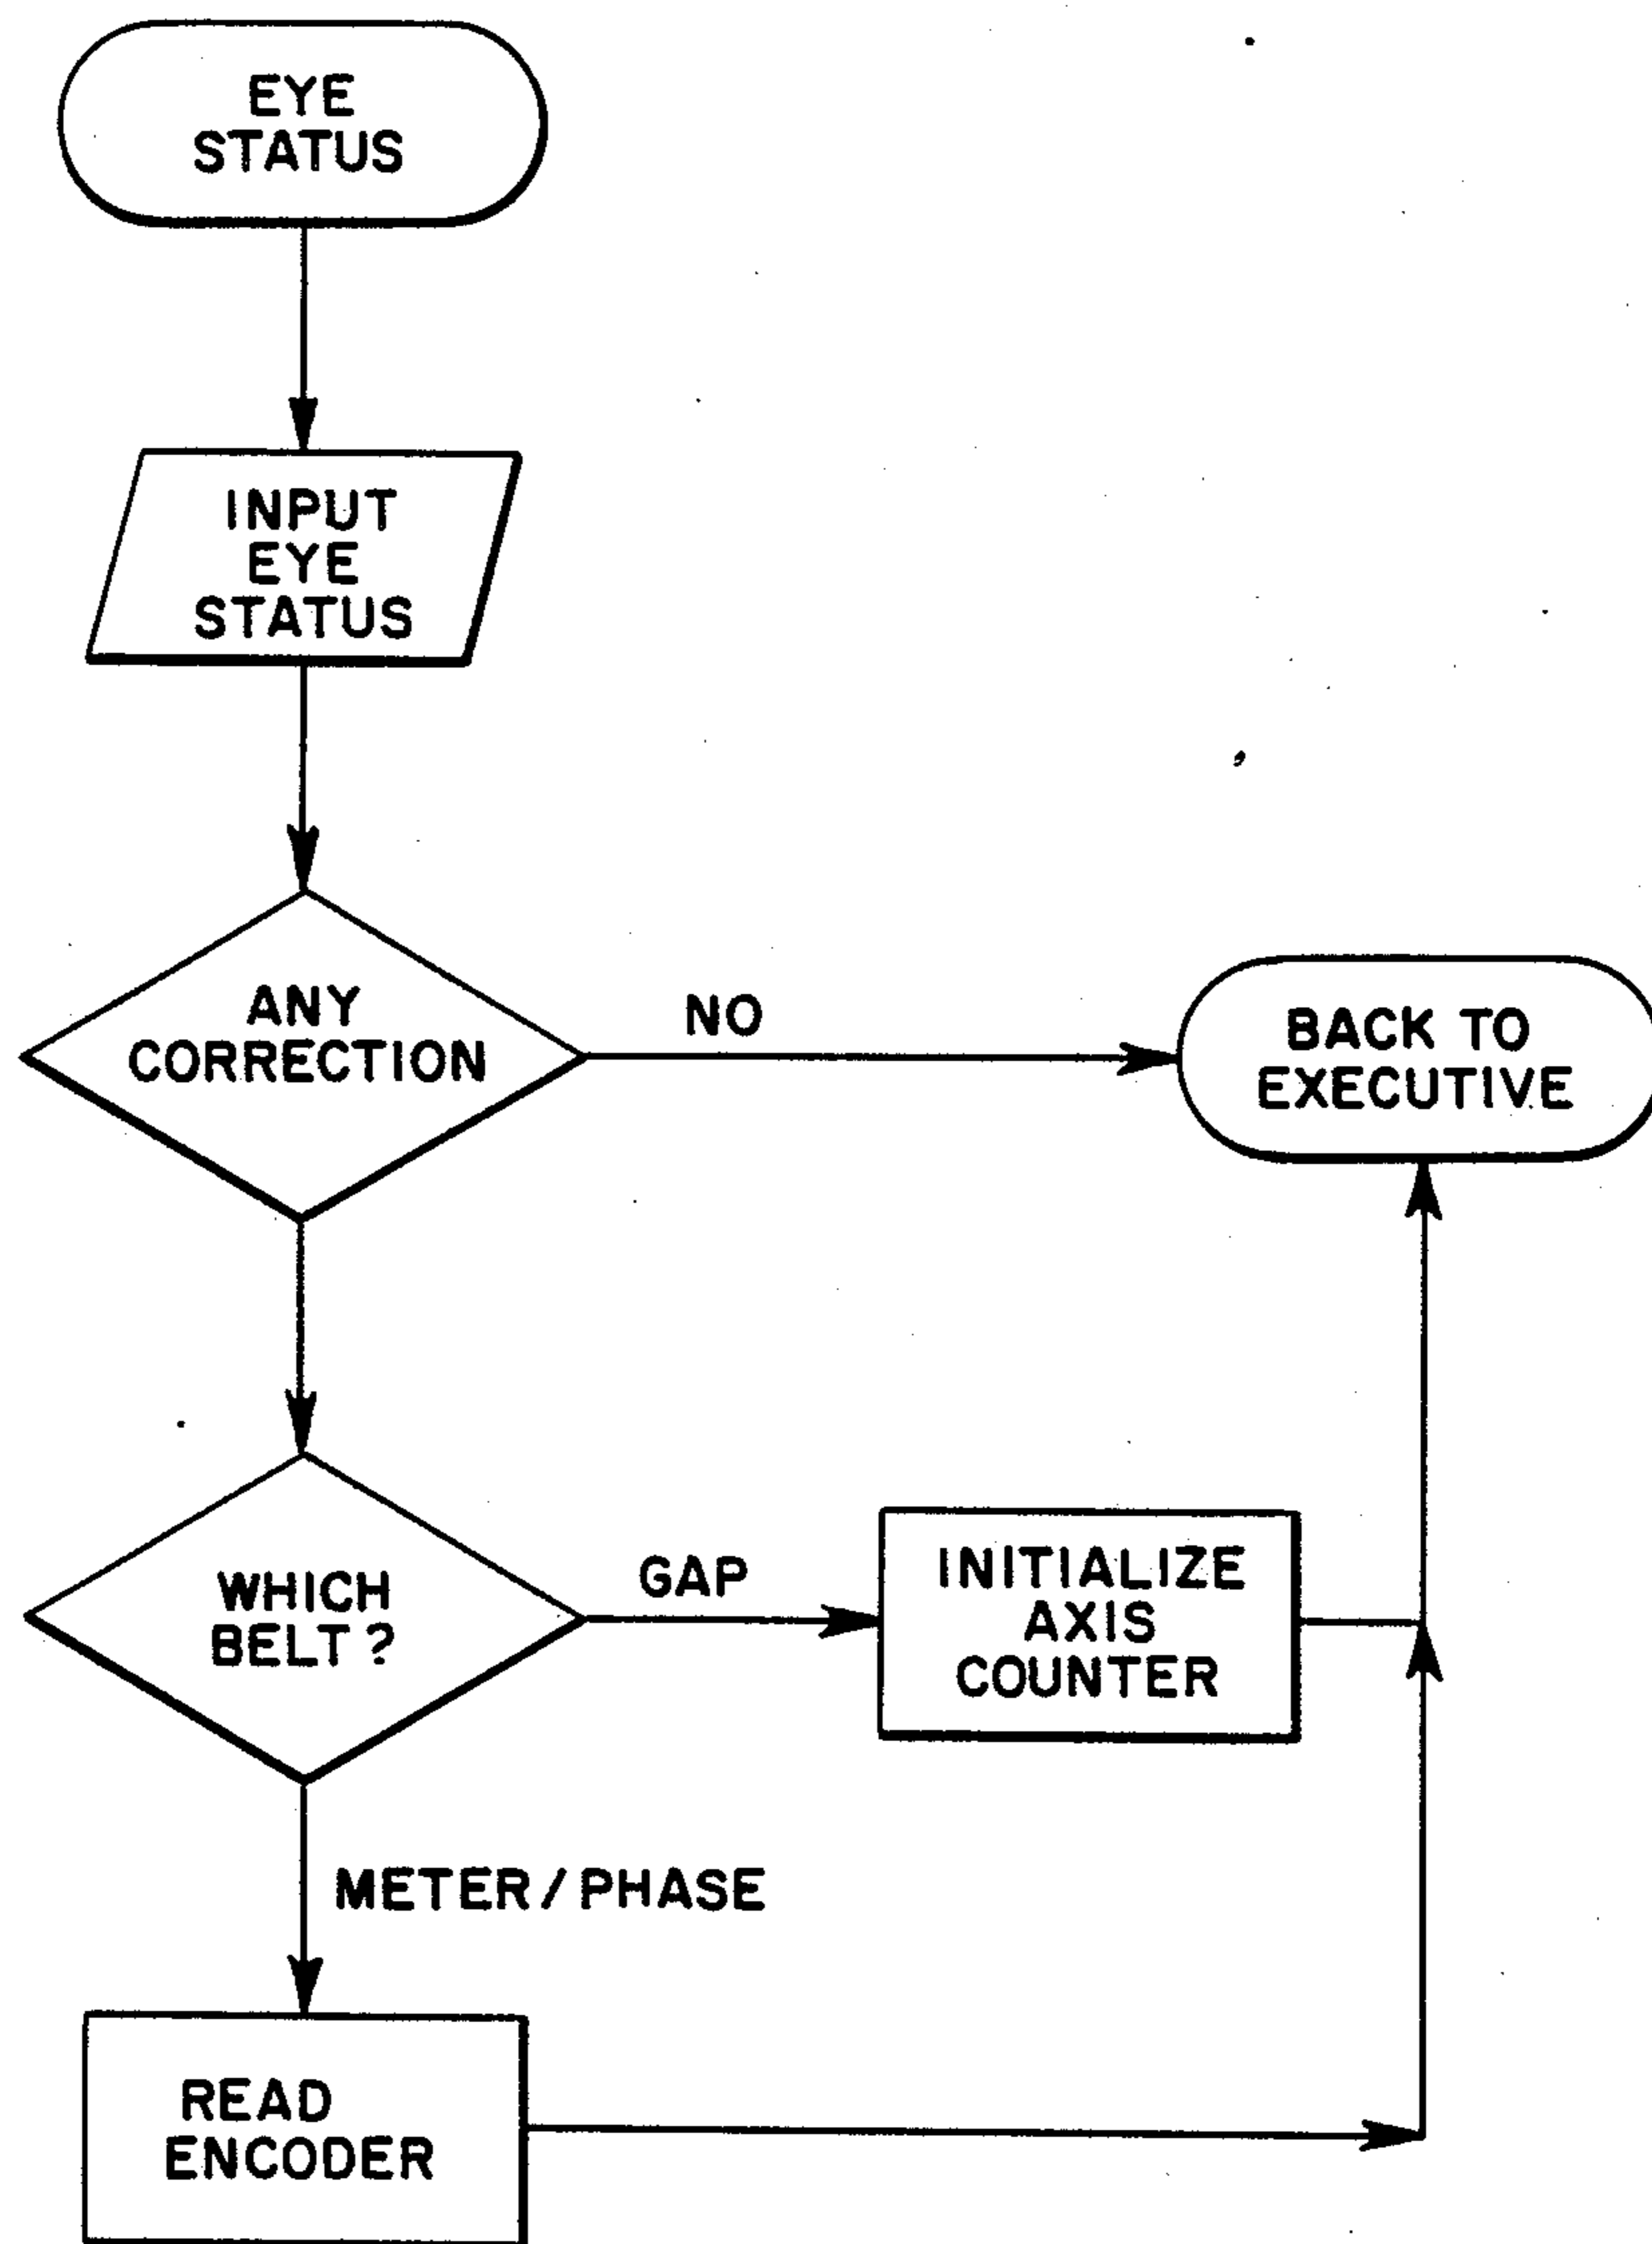 EYE
STATUS
INPUT
EYE
STATUS
ANY
CORRECTION
NO
BACK TO
EXECUTIVE
WHICH
BELT?
GAP
INITIALIZE
AXIS
COUNTER
METER/PHASE
READ
ENCODER